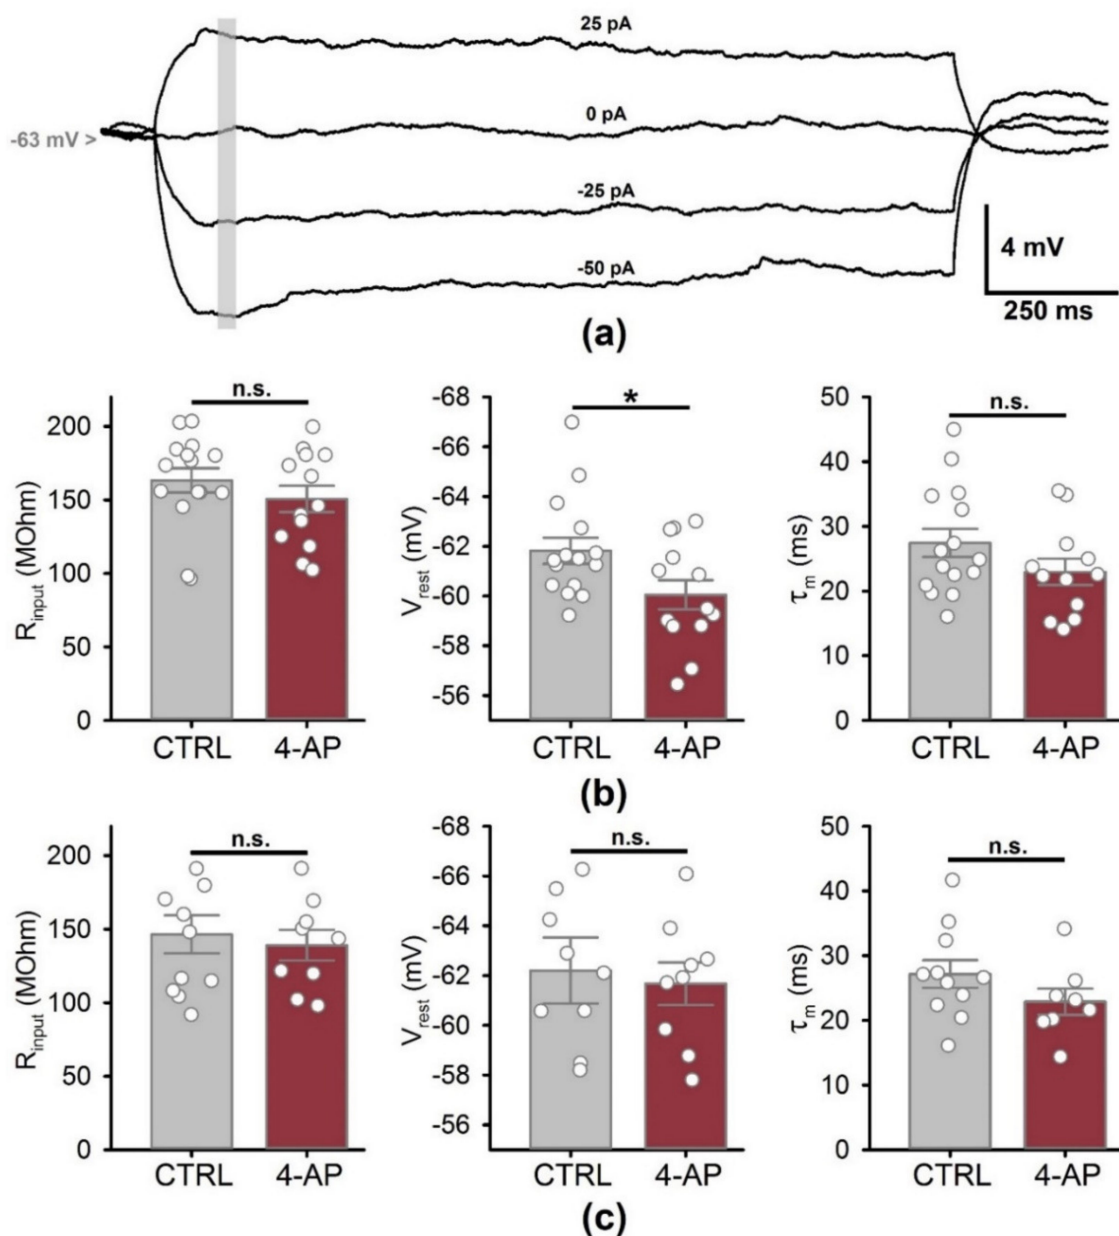 25 pA
-63 mV >
0 pA
-25 pA
-50 pA
4 mV
250 ms
(a)
n.s.
200
150
100
50
0
R_input (MOhm)
CTRL 4-AP
*
-68
-66
-64
-62
-60
-58
-56
V_rest (mV)
CTRL 4-AP
n.s.
50
40
30
20
10
0
τ_m (ms)
CTRL 4-AP
(b)
n.s.
200
150
100
50
0
R_input (MOhm)
CTRL 4-AP
n.s.
-68
-66
-64
-62
-60
-58
-56
V_rest (mV)
CTRL 4-AP
n.s.
50
40
30
20
10
0
τ_m (ms)
CTRL 4-AP
(c)